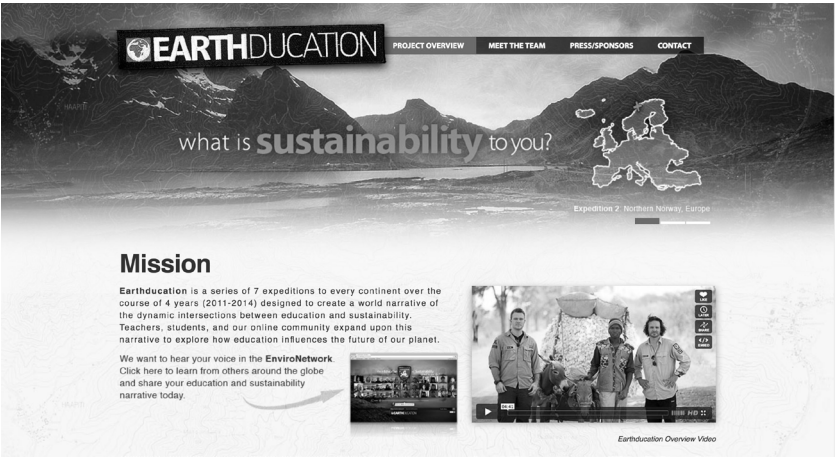 EARTHDUCATION
PROJECT OVERVIEW MEET THE TEAM PRESS/SPONSORS CONTACT
what is sustainability to you?
Expedition 2: Northern Norway, Europe
Mission
Earthducation is a series of 7 expeditions to every continent over the
course of 4 years (2011-2014) designed to create a world narrative of
the dynamic intersections between education and sustainability.
Teachers, students, and our online community expand upon this
narrative to explore how education influences the future of our planet.
We want to hear your voice in the EnviroNetwork.
Click here to learn from others around the globe
and share your education and sustainability
narrative today.
LIKE
LATER
SHARE
EMBED
HD
Earthducation Overview Video